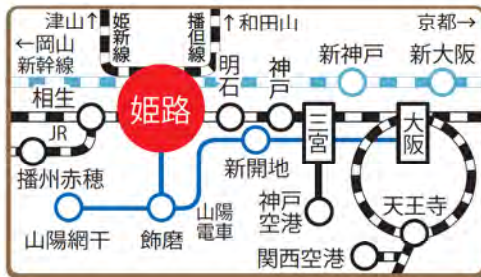 津山↑
姫新線
播但線
↑和田山
京都→
←岡山
新幹線
新神戸
新大阪
相生
姫路
明石
神戸
三宮
大阪
JR
新開地
播州赤穂
山陽電車
神戸空港
天王寺
山陽網干
飾磨
関西空港